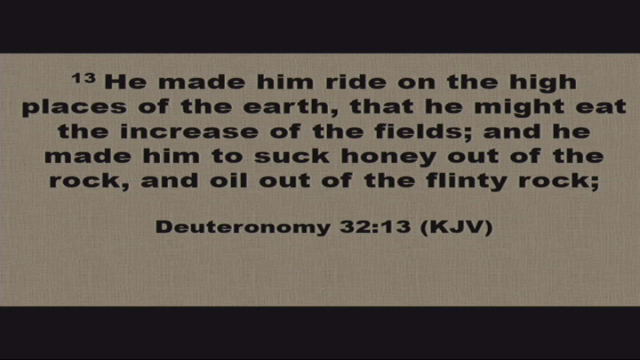 13 He made him ride on the high
places of the earth, that he might eat
the increase of the fields; and he
made him to suck honey out of the
rock, and oil out of the flinty rock;
Deuteronomy 32:13 (KJV)